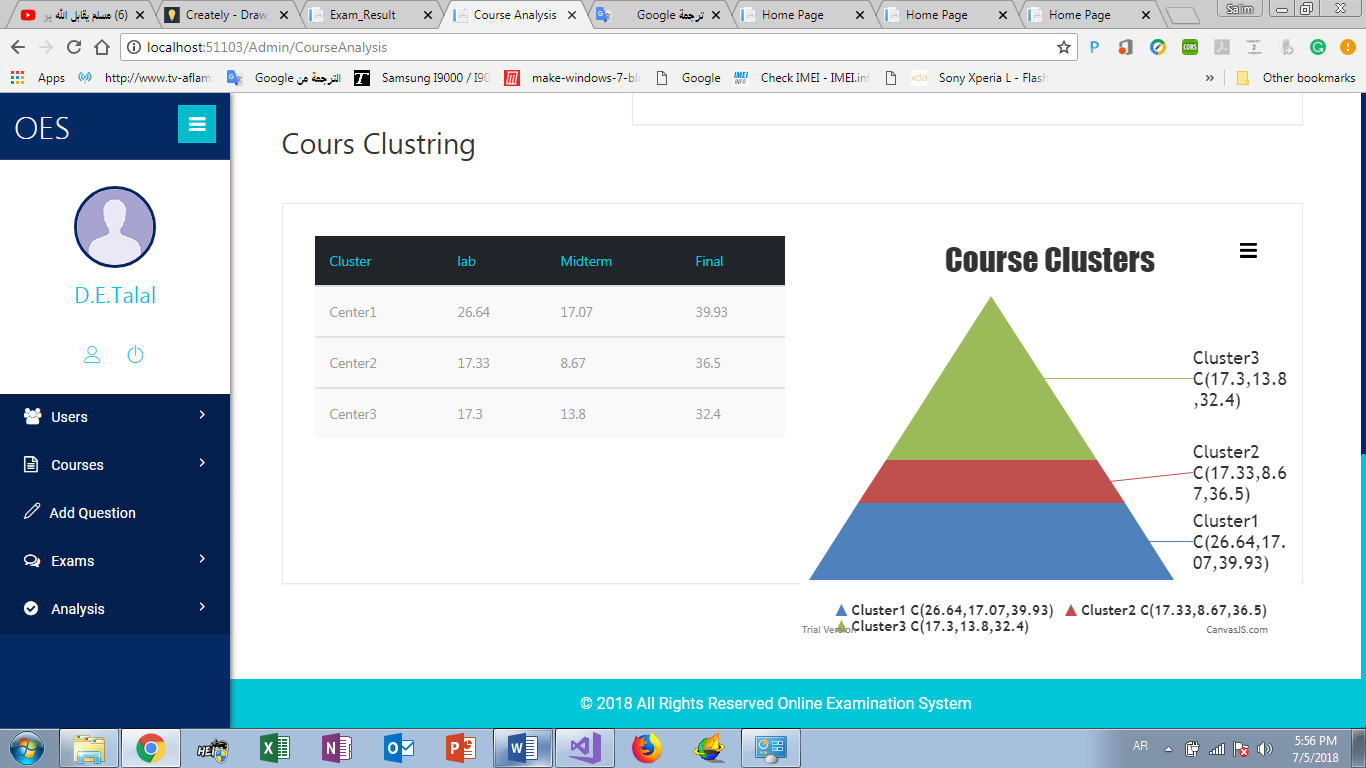 (6) مسلم يقابل الله يو
Creately - Draw
Exam_Result
Course Analysis
ترجمة Google
Home Page
Home Page
Home Page
Salim
localhost:51103/Admin/CourseAnalysis
Apps
http://www.tv-aflam
الترجمة من Google
Samsung I9000 / I90
make-windows-7-blu
Google
Check IMEI - IMEI.inf
Sony Xperia L - Flash
»
Other bookmarks
OES
D.E.Talal
Users
Courses
Add Question
Exams
Analysis
Cours Clustring
Cluster lab Midterm Final
Center1 26.64 17.07 39.93
Center2 17.33 8.67 36.5
Center3 17.3 13.8 32.4
Course Clusters
Cluster3
C(17.3,13.8
,32.4)
Cluster2
C(17.33,8.6
7,36.5)
Cluster1
C(26.64,17.
07,39.93)
Cluster1 C(26.64,17.07,39.93) Cluster2 C(17.33,8.67,36.5)
Cluster3 C(17.3,13.8,32.4)
Trial Version
CanvasJS.com
© 2018 All Rights Reserved Online Examination System
AR
5:56 PM
7/5/2018